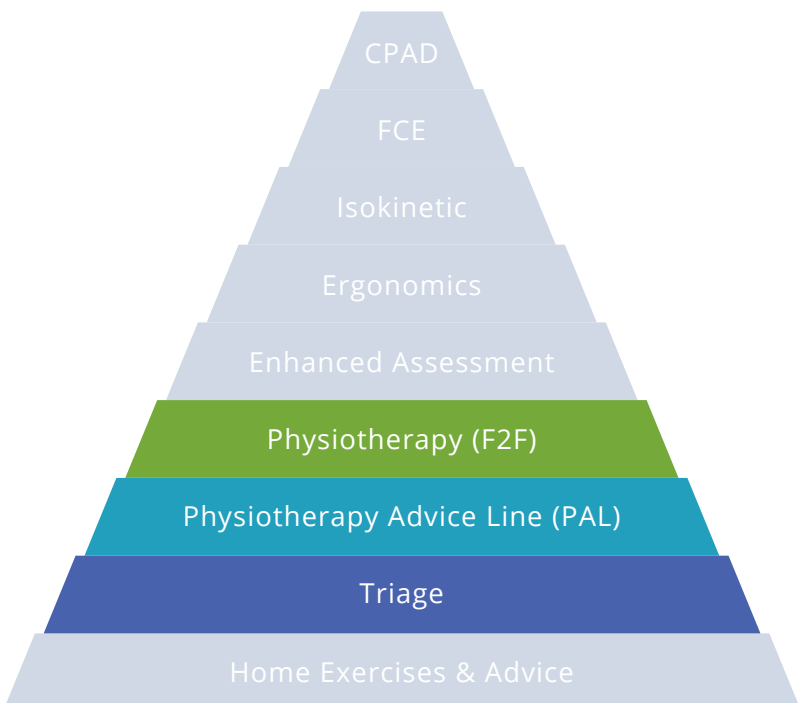 CPAD
FCE
Isokinetic
Ergonomics
Enhanced Assessment
Physiotherapy (F2F)
Physiotherapy Advice Line (PAL)
Triage
Home Exercises & Advice